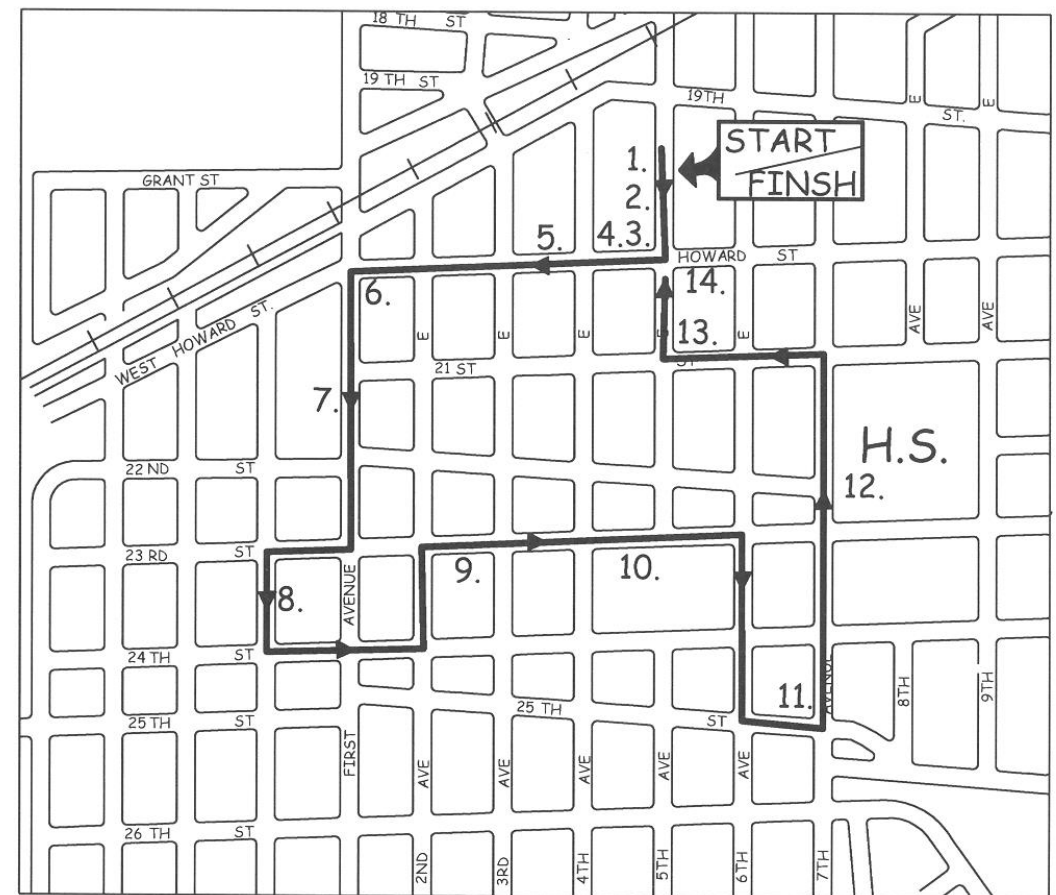 18 TH ST
19 TH ST
19TH
ST.
E
E
START
FINSH
1.
2.
4.3.
GRANT ST
5.
HOWARD ST
6.
14.
WEST HOWARD ST.
E
E
E
E
13.
E
AVE
AVE
21 ST
ST
7.
H.S.
22 ND ST
12.
23 RD ST
8.
9.
10.
AVENUE
24 TH ST
11.
AVENUE
8TH
9TH
25 TH ST
25 TH ST
FIRST
AVE
AVE
AVE
AVE
AVE
26 TH ST
2ND
3RD
4TH
5TH
6TH
7TH